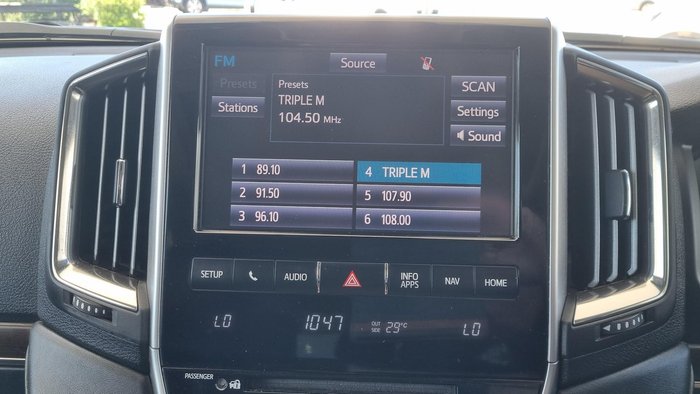 FM
Source
Presets
Stations
Presets
TRIPLE M
104.50 MHz
SCAN
Settings
Sound
1 89.10
2 91.50
3 96.10
4 TRIPLE M
5 107.90
6 108.00
SETUP
AUDIO
INFO
APPS
NAV
HOME
LO
1047
OUT
SIDE 29°C
LO
PASSENGER